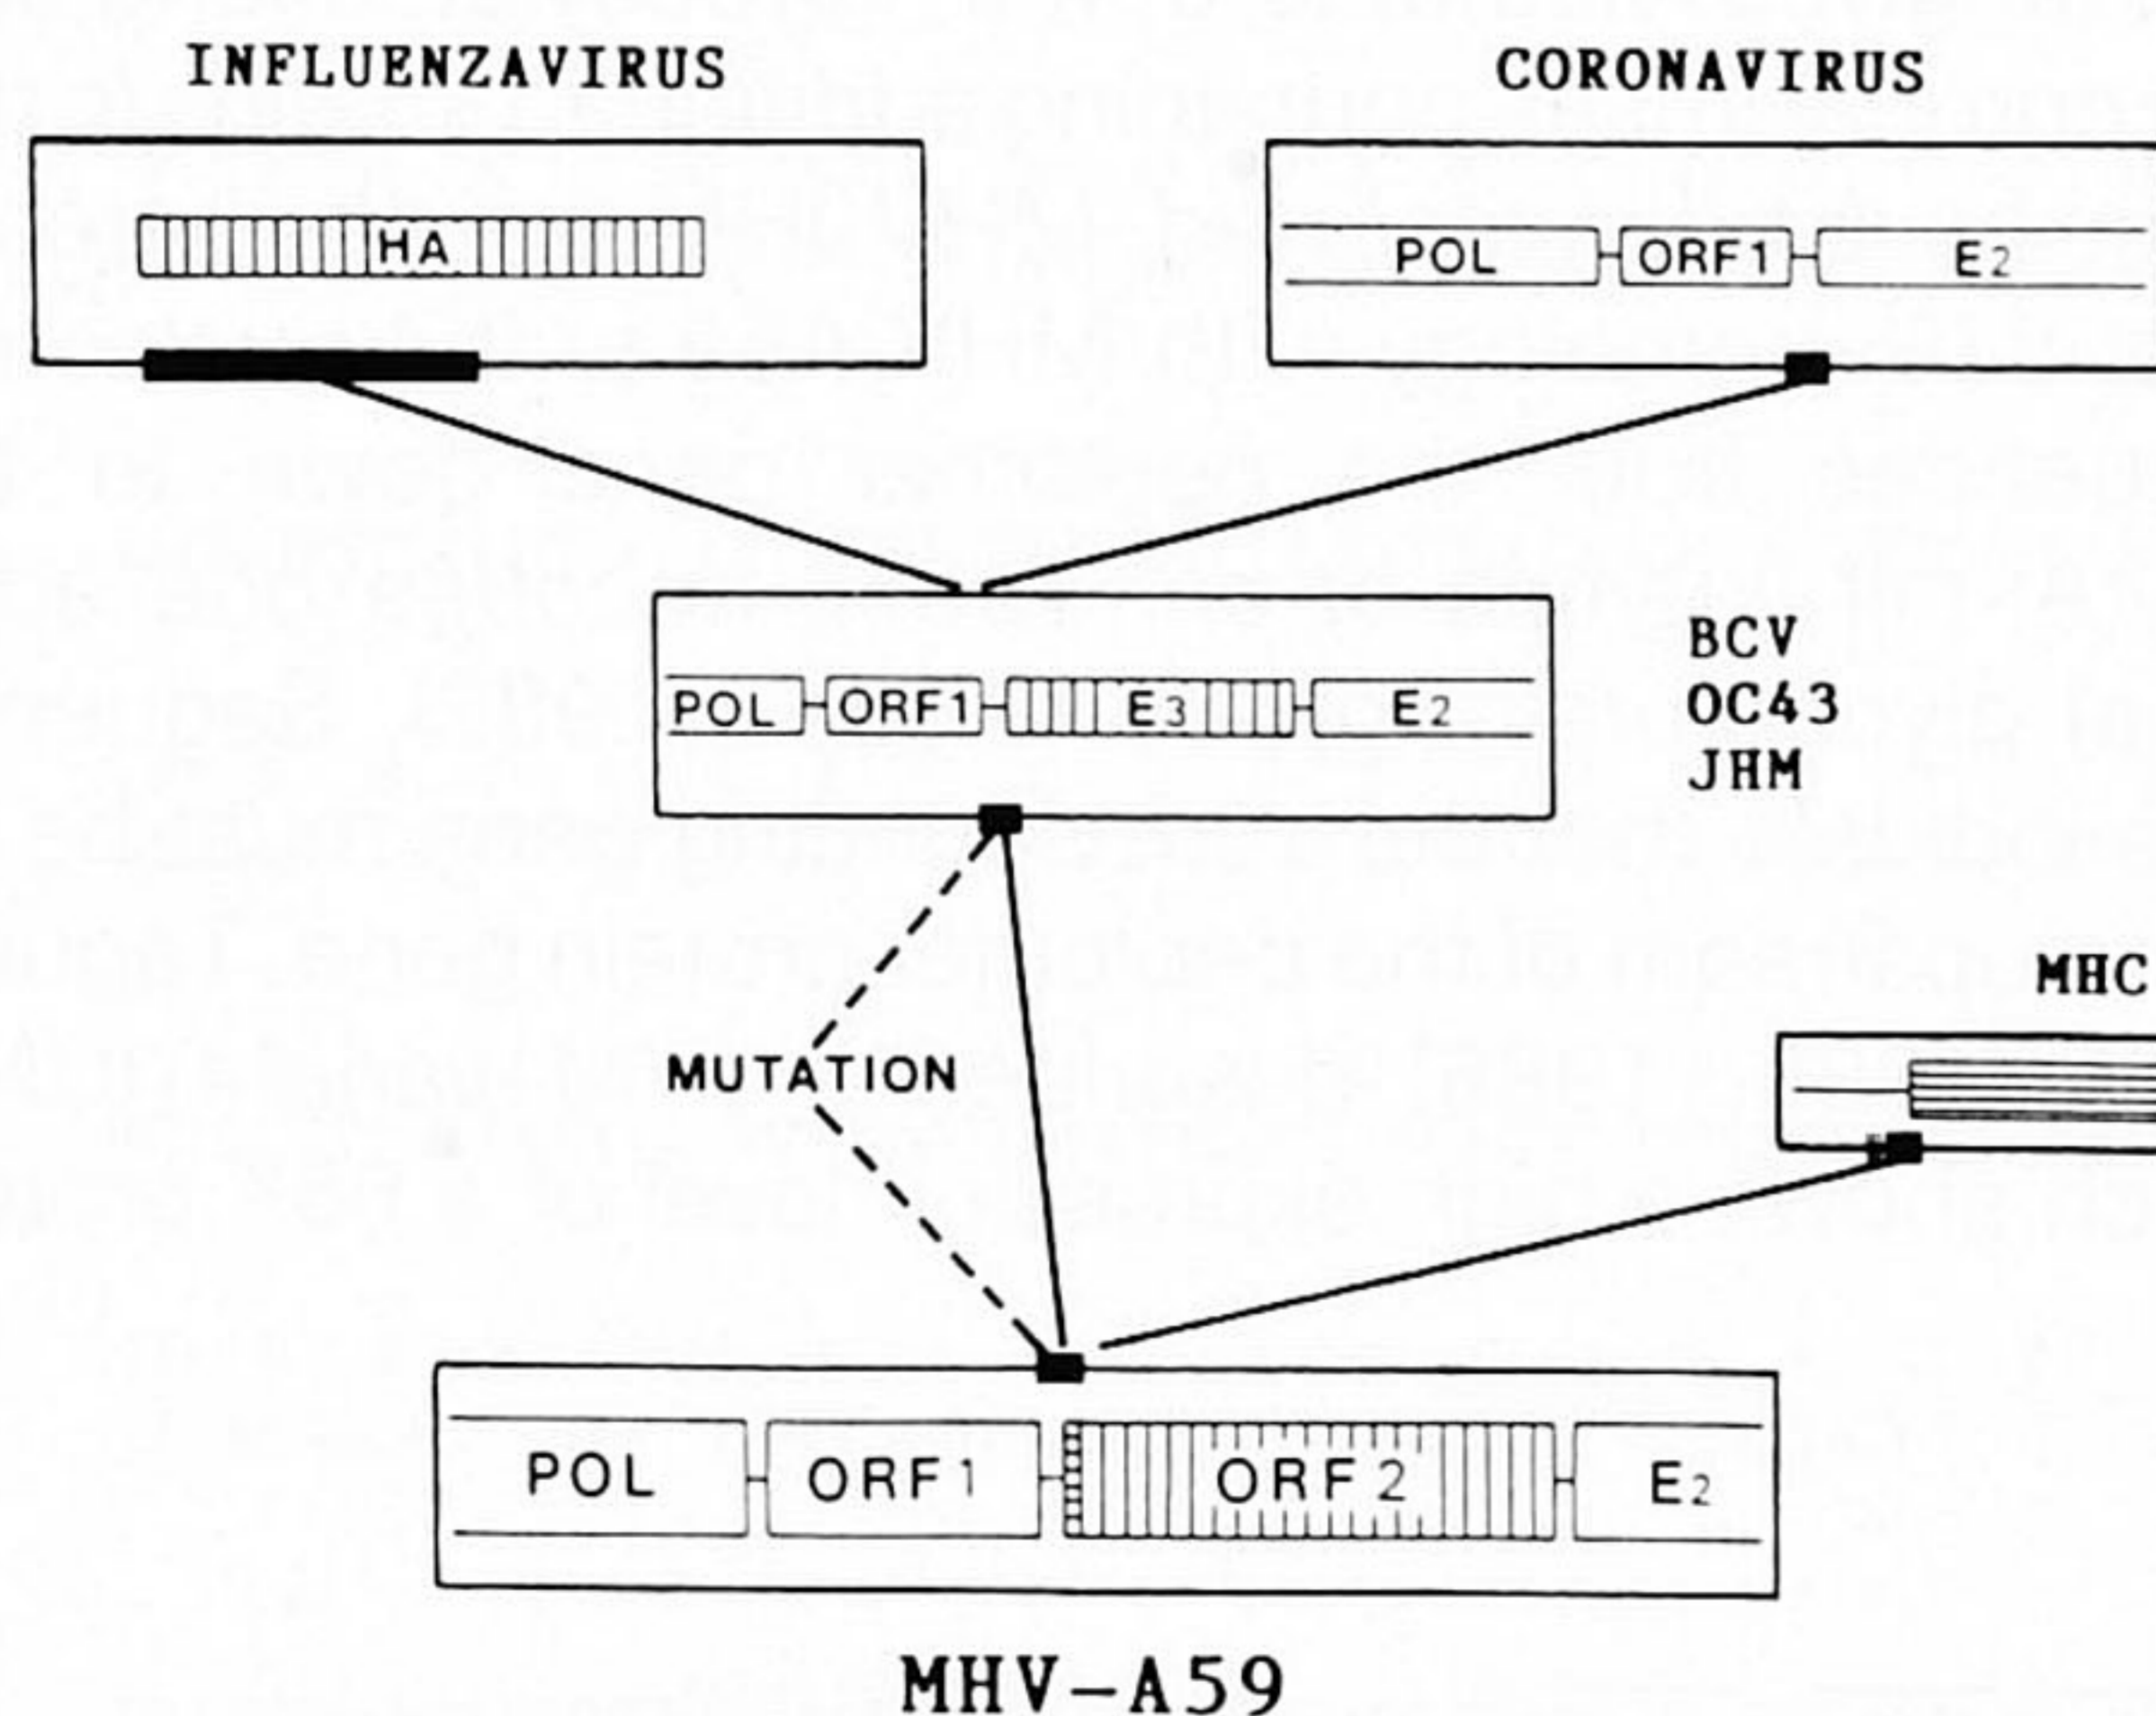 INFLUENZAVIRUS
CORONAVIRUS
HA
POL ORF1 E2
POL ORF1 E3 E2
BCV
OC43
JHM
MUTATION
MHC
POL ORF1 ORF2 E2
MHV-A59